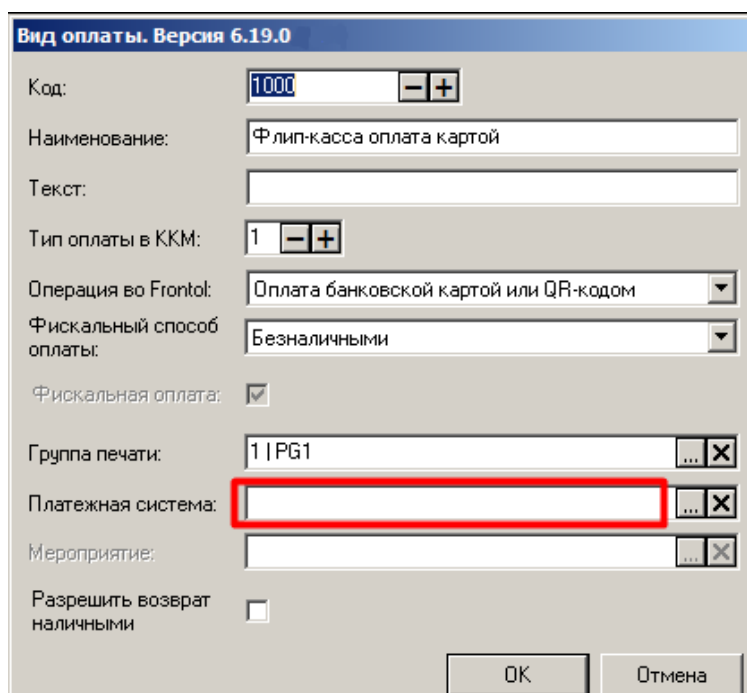 Вид оплаты. Версия 6.19.0
Код: 1000
Наименование: Флип-касса оплата картой
Текст:
Тип оплаты в ККМ: 1
Операция во Frontol: Оплата банковской картой или QR-кодом
Фискальный способ
оплаты: Безналичными
Фискальная оплата:
Группа печати: 1 | PG1 ...
Платежная система: ...
Мероприятие: ...
Разрешить возврат
наличными
OK Отмена